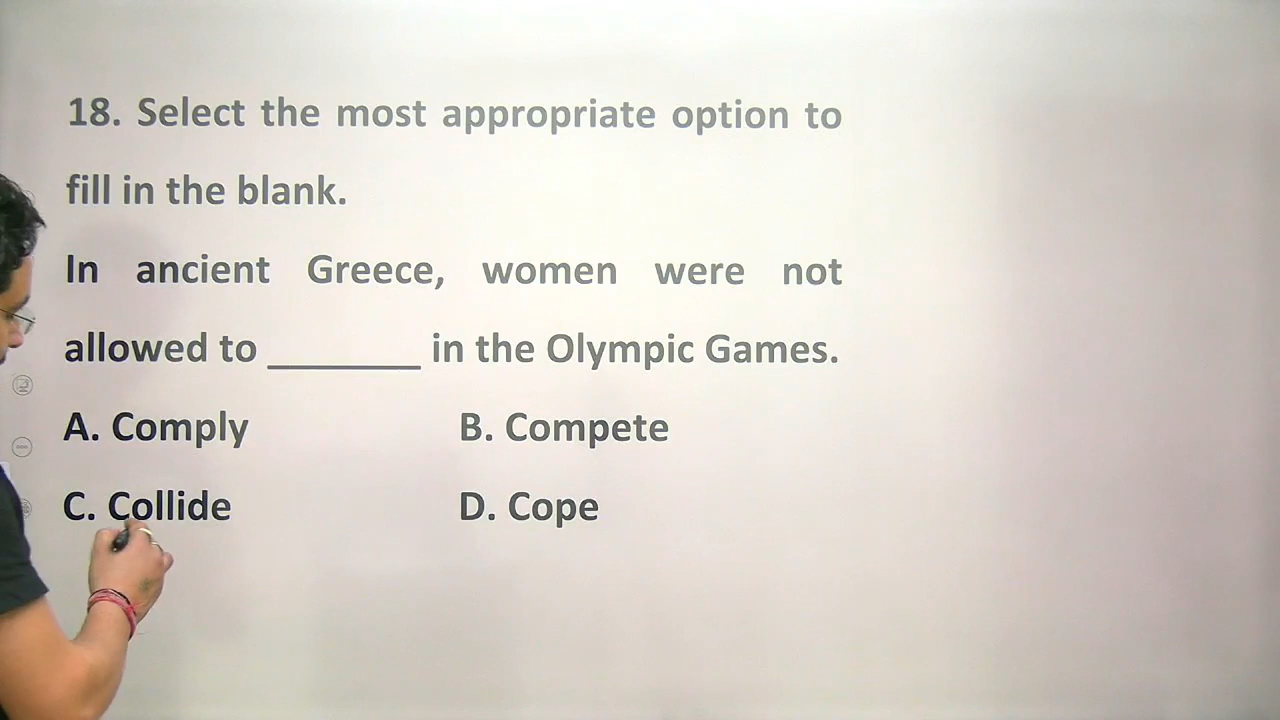 18. Select the most appropriate option to
fill in the blank.
In ancient Greece, women were not
allowed to ________ in the Olympic Games.
A. Comply B. Compete
C. Collide D. Cope